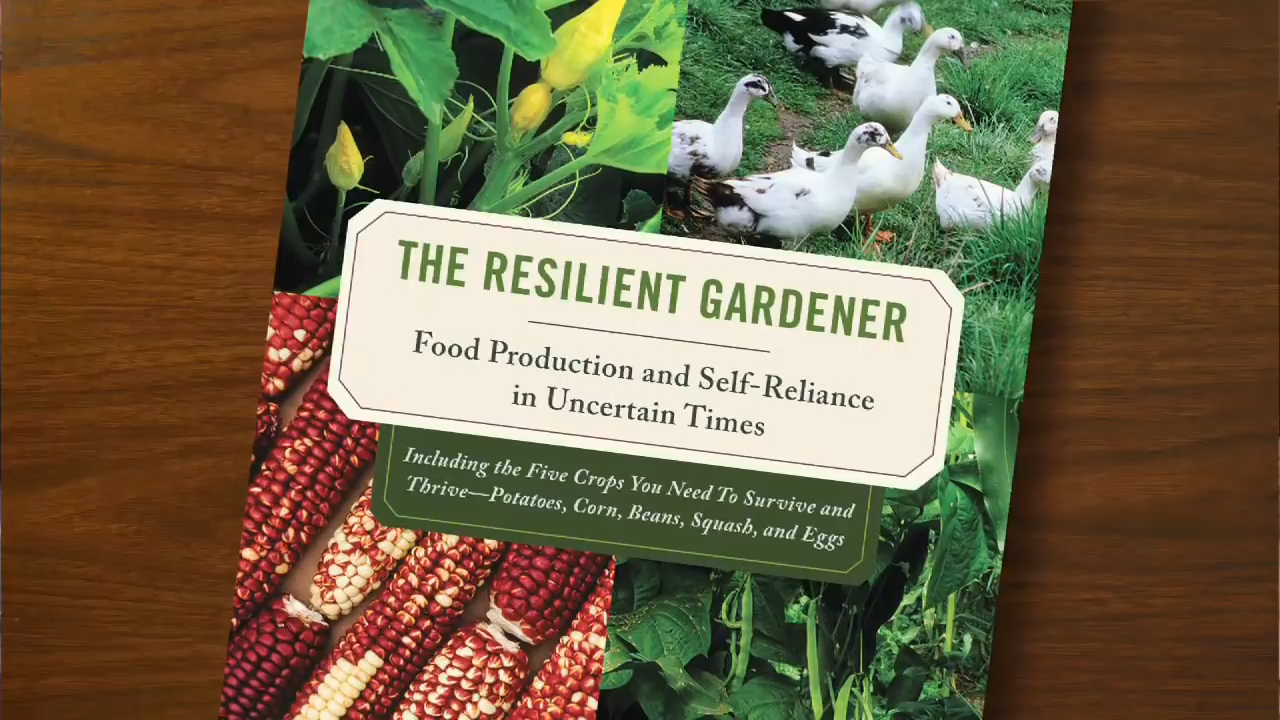 THE RESILIENT GARDENER
Food Production and Self-Reliance
in Uncertain Times
Including the Five Crops You Need To Survive and
Thrive—Potatoes, Corn, Beans, Squash, and Eggs